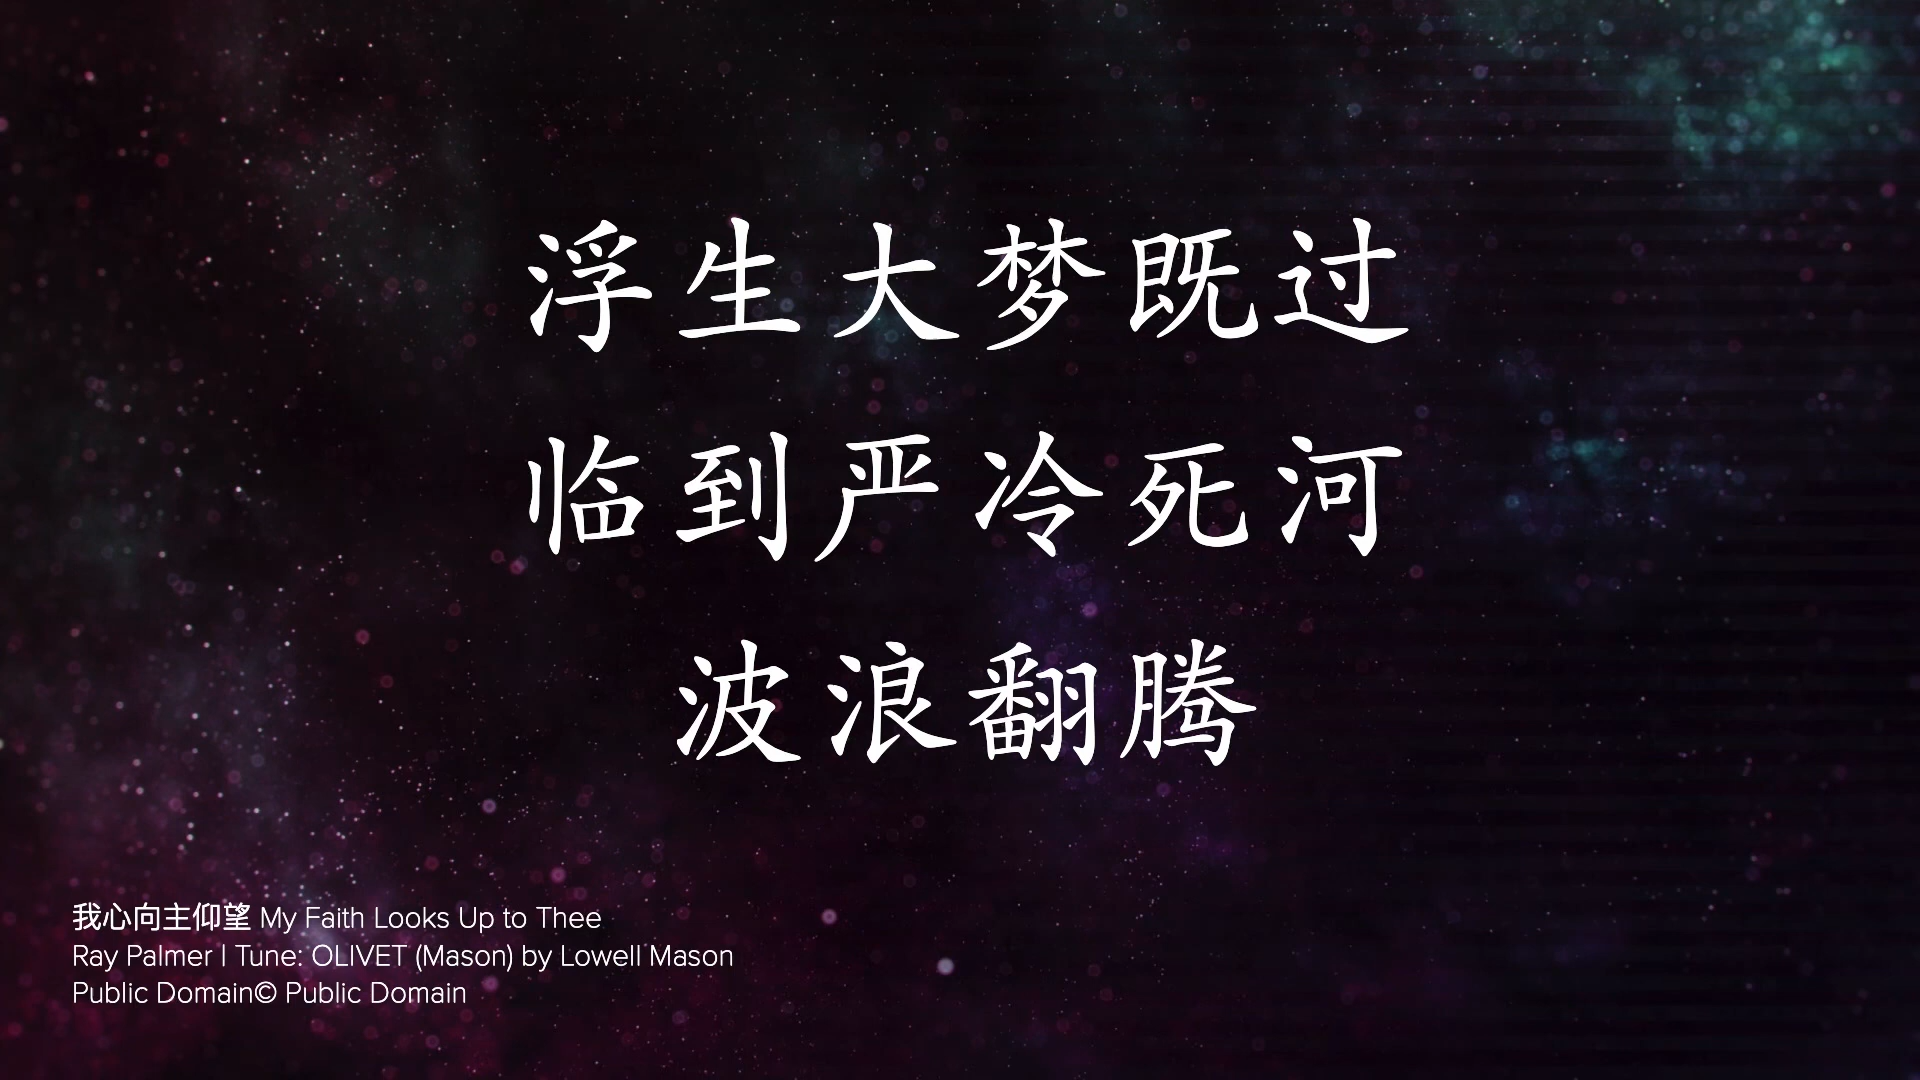 浮生大梦既过
临到严冷死河
波浪翻腾
我心向主仰望 My Faith Looks Up to Thee
Ray Palmer | Tune: OLIVET (Mason) by Lowell Mason
Public Domain© Public Domain